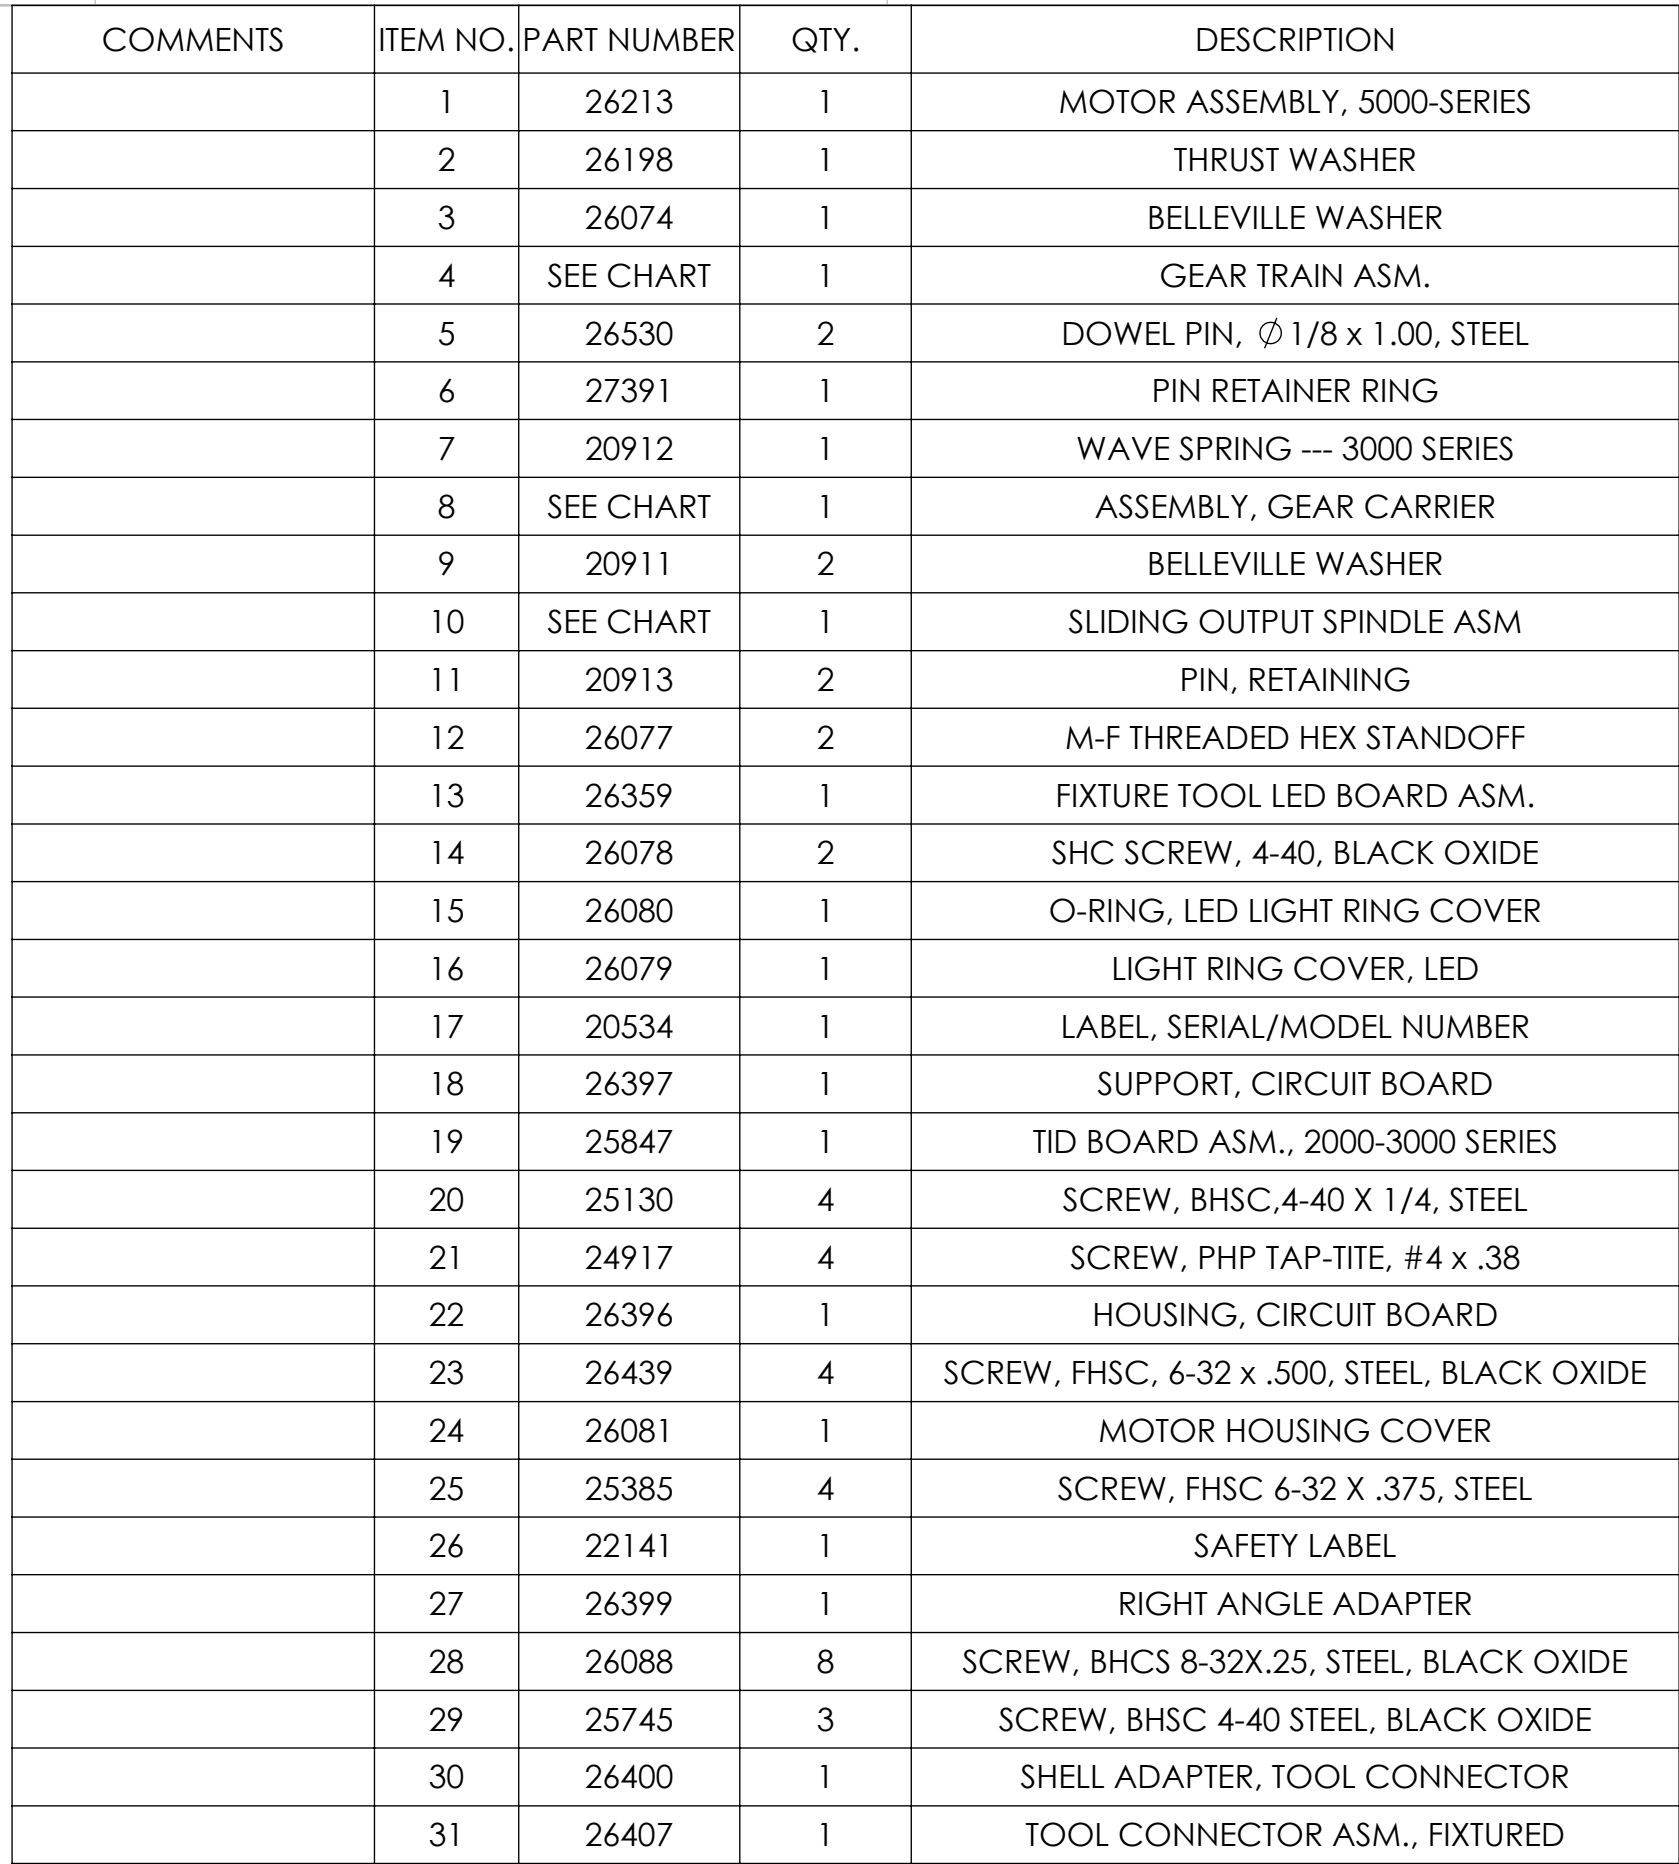 COMMENTS ITEM NO. PART NUMBER QTY. DESCRIPTION
1 26213 1 MOTOR ASSEMBLY, 5000-SERIES
2 26198 1 THRUST WASHER
3 26074 1 BELLEVILLE WASHER
4 SEE CHART 1 GEAR TRAIN ASM.
5 26530 2 DOWEL PIN, ∅ 1/8 x 1.00, STEEL
6 27391 1 PIN RETAINER RING
7 20912 1 WAVE SPRING --- 3000 SERIES
8 SEE CHART 1 ASSEMBLY, GEAR CARRIER
9 20911 2 BELLEVILLE WASHER
10 SEE CHART 1 SLIDING OUTPUT SPINDLE ASM
11 20913 2 PIN, RETAINING
12 26077 2 M-F THREADED HEX STANDOFF
13 26359 1 FIXTURE TOOL LED BOARD ASM.
14 26078 2 SHC SCREW, 4-40, BLACK OXIDE
15 26080 1 O-RING, LED LIGHT RING COVER
16 26079 1 LIGHT RING COVER, LED
17 20534 1 LABEL, SERIAL/MODEL NUMBER
18 26397 1 SUPPORT, CIRCUIT BOARD
19 25847 1 TID BOARD ASM., 2000-3000 SERIES
20 25130 4 SCREW, BHSC,4-40 X 1/4, STEEL
21 24917 4 SCREW, PHP TAP-TITE, #4 x .38
22 26396 1 HOUSING, CIRCUIT BOARD
23 26439 4 SCREW, FHSC, 6-32 x .500, STEEL, BLACK OXIDE
24 26081 1 MOTOR HOUSING COVER
25 25385 4 SCREW, FHSC 6-32 X .375, STEEL
26 22141 1 SAFETY LABEL
27 26399 1 RIGHT ANGLE ADAPTER
28 26088 8 SCREW, BHCS 8-32X.25, STEEL, BLACK OXIDE
29 25745 3 SCREW, BHSC 4-40 STEEL, BLACK OXIDE
30 26400 1 SHELL ADAPTER, TOOL CONNECTOR
31 26407 1 TOOL CONNECTOR ASM., FIXTURED